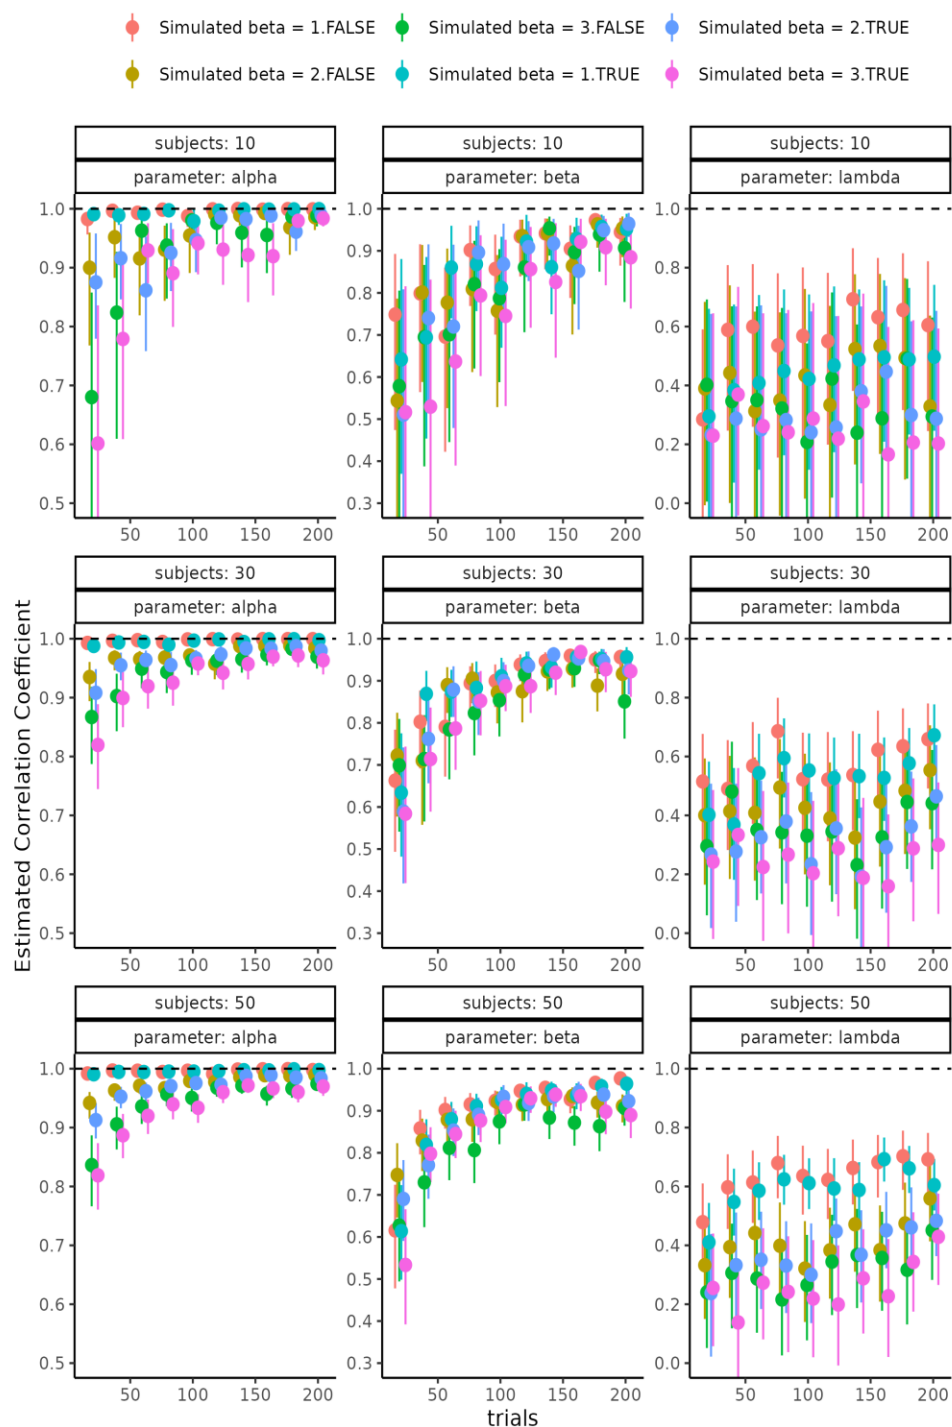 Simulated beta = 1.FALSE Simulated beta = 3.FALSE Simulated beta = 2.TRUE
Simulated beta = 2.FALSE Simulated beta = 1.TRUE Simulated beta = 3.TRUE
subjects: 10 subjects: 10 subjects: 10
parameter: alpha parameter: beta parameter: lambda
1.0 1.0 1.0
0.9 0.9
0.8 0.8 0.8
0.7
0.6 0.6
0.7 0.5 0.4
0.6 0.4 0.2
0.5 0.3 0.0
50 100 150 200 50 100 150 200 50 100 150 200
subjects: 30 subjects: 30 subjects: 30
parameter: alpha parameter: beta parameter: lambda
1.0 1.0 1.0
0.9 0.9
0.8 0.8 0.8
0.7
0.6 0.6
0.7 0.5 0.4
0.6 0.4 0.2
0.5 0.3 0.0
50 100 150 200 50 100 150 200 50 100 150 200
subjects: 50 subjects: 50 subjects: 50
parameter: alpha parameter: beta parameter: lambda
1.0 1.0 1.0
0.9 0.9
0.8 0.8 0.8
0.7
0.6 0.6
0.7 0.5 0.4
0.6 0.4 0.2
0.5 0.3 0.0
50 100 150 200 50 100 150 200 50 100 150 200
trials
Estimated Correlation Coefficient